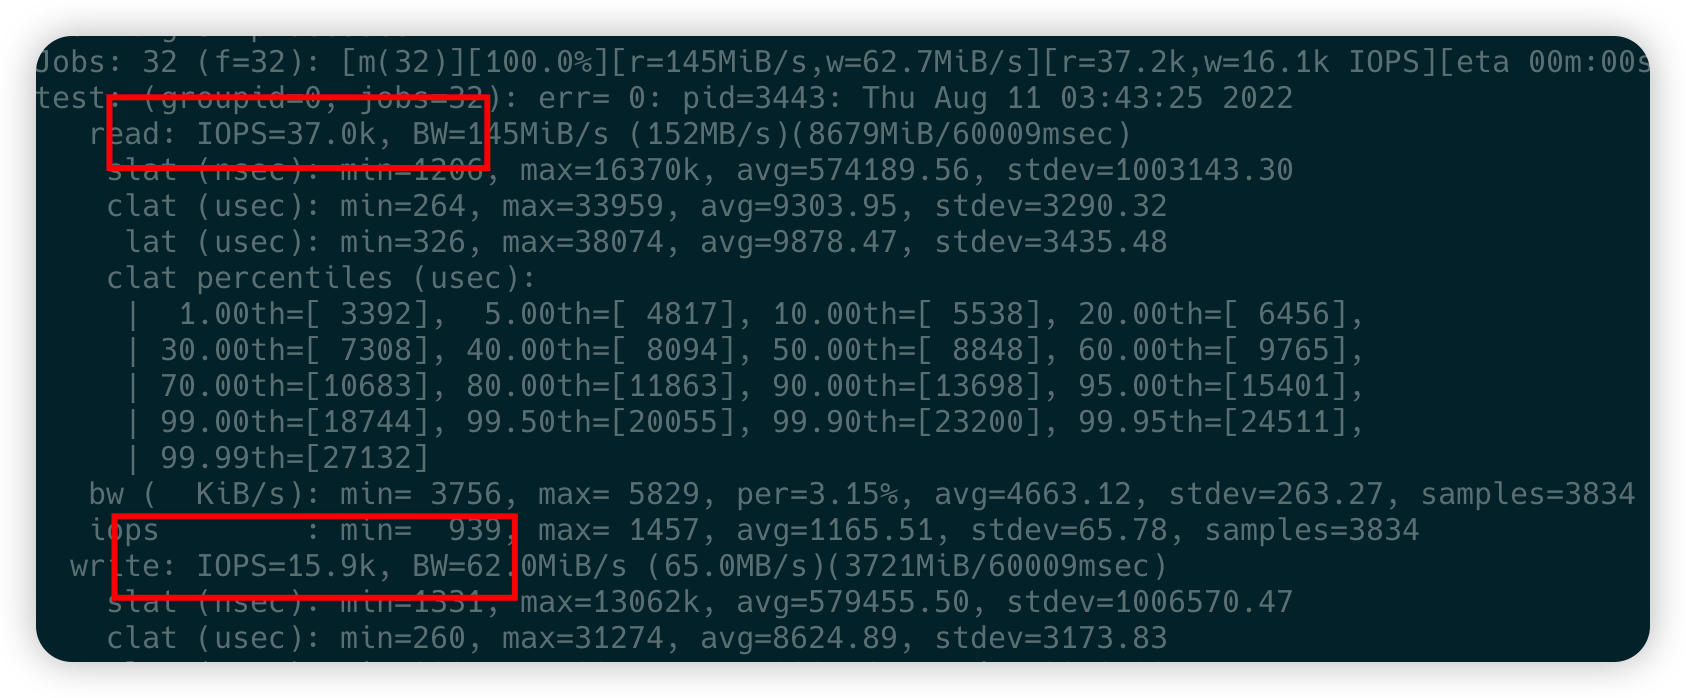 Jobs: 32 (f=32): [m(32)][100.0%][r=145MiB/s,w=62.7MiB/s][r=37.2k,w=16.1k IOPS][eta 00m:00s
test: (groupid=0, jobs=32): err= 0: pid=3443: Thu Aug 11 03:43:25 2022
read: IOPS=37.0k, BW=145MiB/s (152MB/s)(8679MiB/60009msec)
slat (nsec): min=1206, max=16370k, avg=574189.56, stdev=1003143.30
clat (usec): min=264, max=33959, avg=9303.95, stdev=3290.32
lat (usec): min=326, max=38074, avg=9878.47, stdev=3435.48
clat percentiles (usec):
|  1.00th=[ 3392],  5.00th=[ 4817], 10.00th=[ 5538], 20.00th=[ 6456],
| 30.00th=[ 7308], 40.00th=[ 8094], 50.00th=[ 8848], 60.00th=[ 9765],
| 70.00th=[10683], 80.00th=[11863], 90.00th=[13698], 95.00th=[15401],
| 99.00th=[18744], 99.50th=[20055], 99.90th=[23200], 99.95th=[24511],
| 99.99th=[27132]
bw (  KiB/s): min= 3756, max= 5829, per=3.15%, avg=4663.12, stdev=263.27, samples=3834
iops        : min=  939, max= 1457, avg=1165.51, stdev=65.78, samples=3834
write: IOPS=15.9k, BW=62.0MiB/s (65.0MB/s)(3721MiB/60009msec)
slat (nsec): min=1331, max=13062k, avg=579455.50, stdev=1006570.47
clat (usec): min=260, max=31274, avg=8624.89, stdev=3173.83